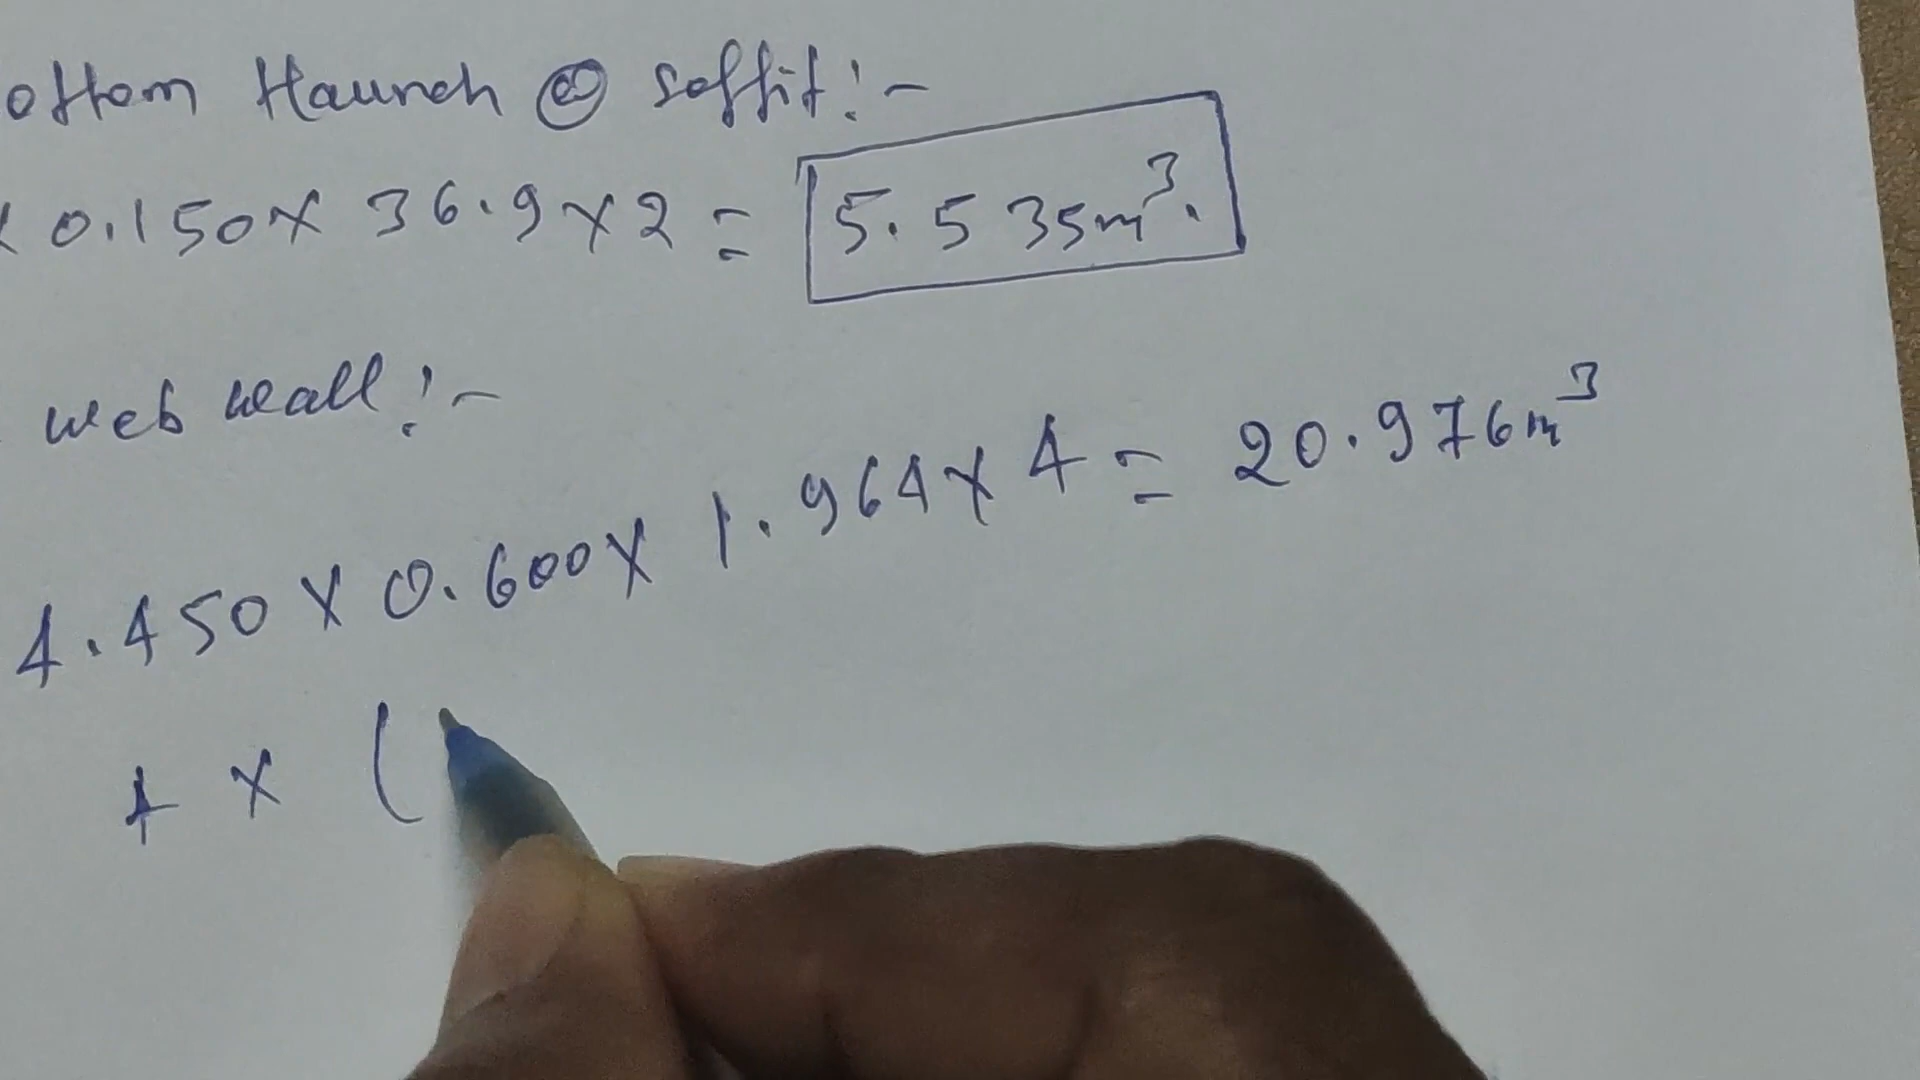 ottom Haunch @ soffit:-
x 0.150 x 36.9 x 2 = 5.535m³.
web wall:-
4.450 x 0.600 x 1.964 x 4 = 20.976m³
4 x (